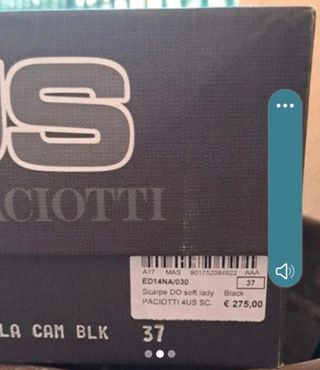 US
PACIOTTI
A17 MAS 901752084622 AAA
ED14NA/030 37
Scarpe DO soft lady Black
PACIOTTI 4US SC. € 275,00
LA CAM BLK 37